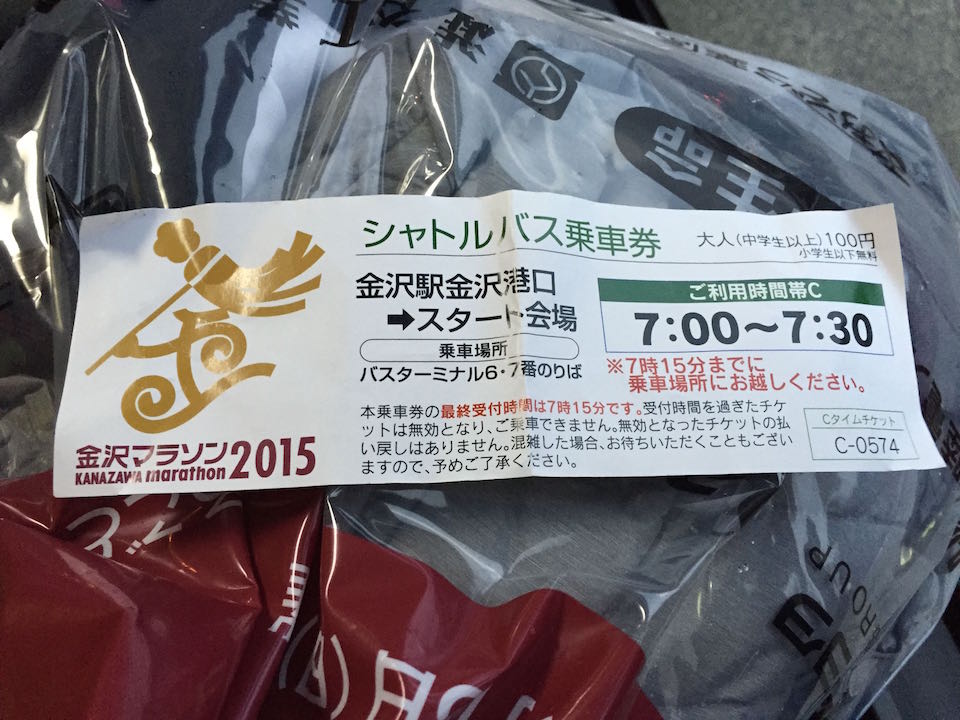 シャトルバス乗車券
大人(中学生以上)100円
小学生以下無料
金沢駅金沢港口
➡スタート会場
乗車場所
バスターミナル6・7番のりば
ご利用時間帯C
7:00~7:30
※7時15分までに
乗車場所にお越しください。
本乗車券の最終受付時間は7時15分です。受付時間を過ぎたチケ
ットは無効となり、ご乗車できません。無効となったチケットの払
い戻しはありません。混雑した場合、お待ちいただくこともござい
ますので、予めご了承ください。
Cタイムチケット
C-0574
金沢マラソン2015
KANAZAWA marathon